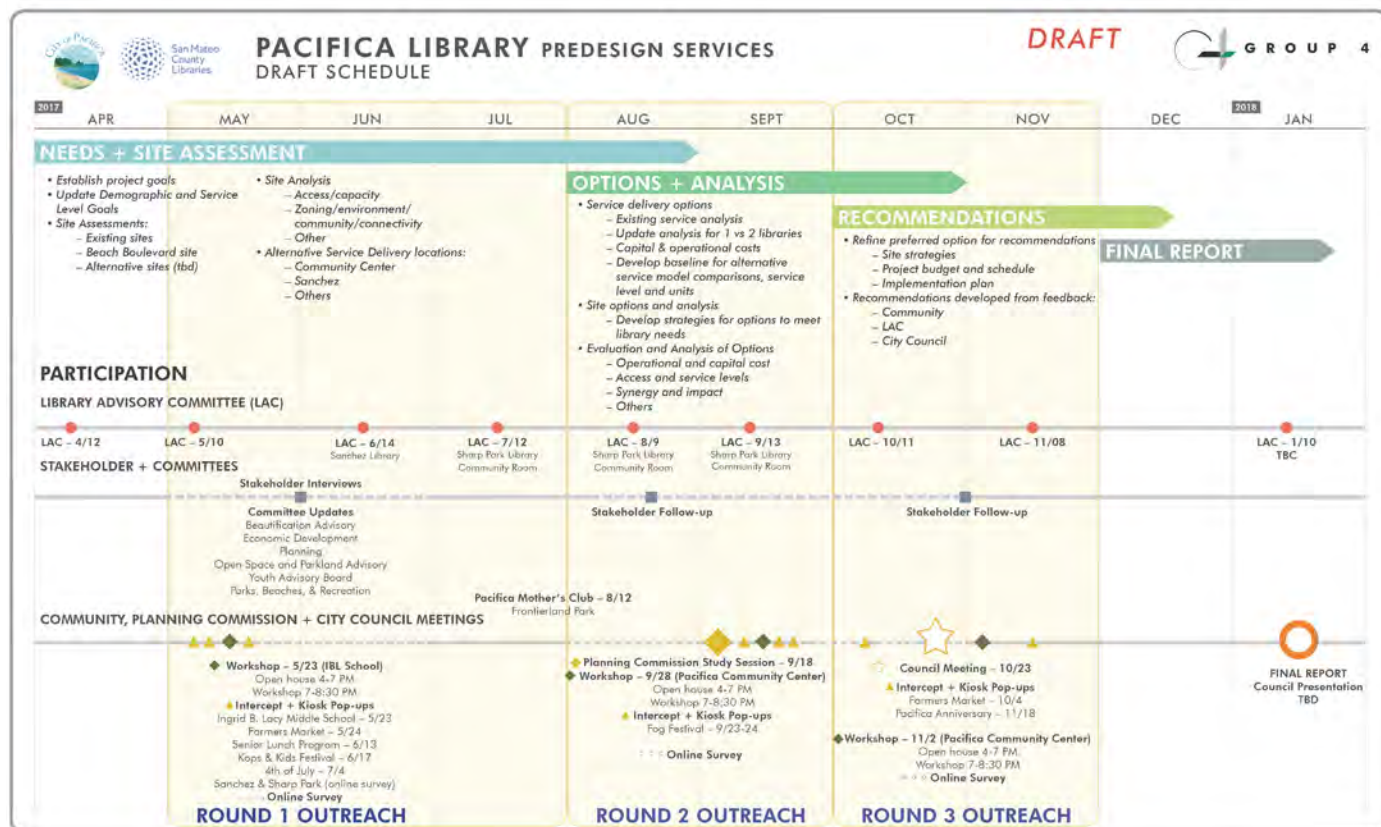 CITY OF PACIFICA
San Mateo
County
Libraries
PACIFICA LIBRARY PREDESIGN SERVICES
DRAFT SCHEDULE
DRAFT
GROUP 4
2017
2018
APR MAY JUN JUL AUG SEPT OCT NOV DEC JAN
NEEDS + SITE ASSESSMENT
• Establish project goals
• Update Demographic and Service
Level Goals
• Site Assessments:
– Existing sites
– Beach Boulevard site
– Alternative sites (tbd)
• Site Analysis
– Access/capacity
– Zoning/environment/
community/connectivity
– Other
• Alternative Service Delivery locations:
– Community Center
– Sanchez
– Others
OPTIONS + ANALYSIS
• Service delivery options
– Existing service analysis
– Update analysis for 1 vs 2 libraries
– Capital & operational costs
– Develop baseline for alternative
service model comparisons, service
level and units
• Site options and analysis
– Develop strategies for options to meet
library needs
• Evaluation and Analysis of Options
– Operational and capital cost
– Access and service levels
– Synergy and impact
– Others
RECOMMENDATIONS
• Refine preferred option for recommendations
– Site strategies
– Project budget and schedule
– Implementation plan
• Recommendations developed from feedback:
– Community
– LAC
– City Council
FINAL REPORT
PARTICIPATION
LIBRARY ADVISORY COMMITTEE (LAC)
LAC – 4/12
LAC – 5/10
LAC – 6/14
Sanchez Library
LAC – 7/12
Sharp Park Library
Community Room
LAC – 8/9
Sharp Park Library
Community Room
LAC – 9/13
Sharp Park Library
Community Room
LAC – 10/11
LAC – 11/08
LAC – 1/10
TBC
STAKEHOLDER + COMMITTEES
Stakeholder Interviews
Committee Updates
Beautification Advisory
Economic Development
Planning
Open Space and Parkland Advisory
Youth Advisory Board
Parks, Beaches, & Recreation
Stakeholder Follow-up
Stakeholder Follow-up
Pacifica Mother's Club – 8/12
Frontierland Park
COMMUNITY, PLANNING COMMISSION + CITY COUNCIL MEETINGS
Workshop – 5/23 (IBL School)
Open house 4-7 PM
Workshop 7-8:30 PM
Intercept + Kiosk Pop-ups
Ingrid B. Lacy Middle School – 5/23
Farmers Market – 5/24
Senior Lunch Program – 6/13
Kops & Kids Festival – 6/17
4th of July – 7/4
Sanchez & Sharp Park (online survey)
Online Survey
Planning Commission Study Session – 9/18
Workshop – 9/28 (Pacifica Community Center)
Open house 4-7 PM
Workshop 7-8:30 PM
Intercept + Kiosk Pop-ups
Fog Festival – 9/23-24
Online Survey
Council Meeting – 10/23
Intercept + Kiosk Pop-ups
Farmers Market – 10/4
Pacifica Anniversary – 11/18
Workshop – 11/2 (Pacifica Community Center)
Open house 4-7 PM
Workshop 7-8:30 PM
Online Survey
FINAL REPORT
Council Presentation
TBD
ROUND 1 OUTREACH
ROUND 2 OUTREACH
ROUND 3 OUTREACH